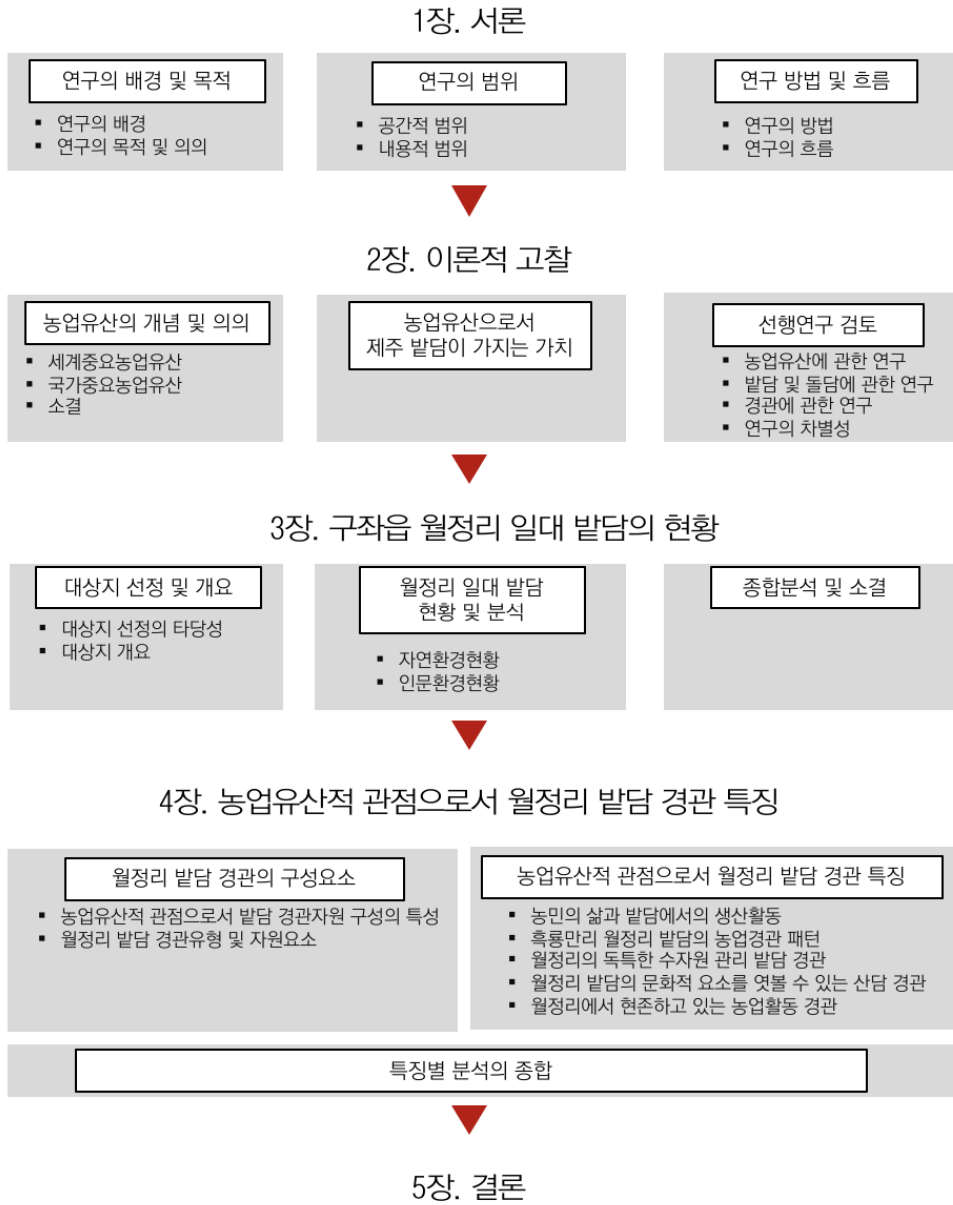 1장. 서론
연구의 배경 및 목적
▪ 연구의 배경
▪ 연구의 목적 및 의의
연구의 범위
▪ 공간적 범위
▪ 내용적 범위
연구 방법 및 흐름
▪ 연구의 방법
▪ 연구의 흐름
2장. 이론적 고찰
농업유산의 개념 및 의의
▪ 세계중요농업유산
▪ 국가중요농업유산
▪ 소결
농업유산으로서
제주 밭담이 가지는 가치
선행연구 검토
▪ 농업유산에 관한 연구
▪ 밭담 및 돌담에 관한 연구
▪ 경관에 관한 연구
▪ 연구의 차별성
3장. 구좌읍 월정리 일대 밭담의 현황
대상지 선정 및 개요
▪ 대상지 선정의 타당성
▪ 대상지 개요
월정리 일대 밭담
현황 및 분석
▪ 자연환경현황
▪ 인문환경현황
종합분석 및 소결
4장. 농업유산적 관점으로서 월정리 밭담 경관 특징
월정리 밭담 경관의 구성요소
▪ 농업유산적 관점으로서 밭담 경관자원 구성의 특성
▪ 월정리 밭담 경관유형 및 자원요소
농업유산적 관점으로서 월정리 밭담 경관 특징
▪ 농민의 삶과 밭담에서의 생산활동
▪ 흑룡만리 월정리 밭담의 농업경관 패턴
▪ 월정리의 독특한 수자원 관리 밭담 경관
▪ 월정리 밭담의 문화적 요소를 엿볼 수 있는 산담 경관
▪ 월정리에서 현존하고 있는 농업활동 경관
특징별 분석의 종합
5장. 결론